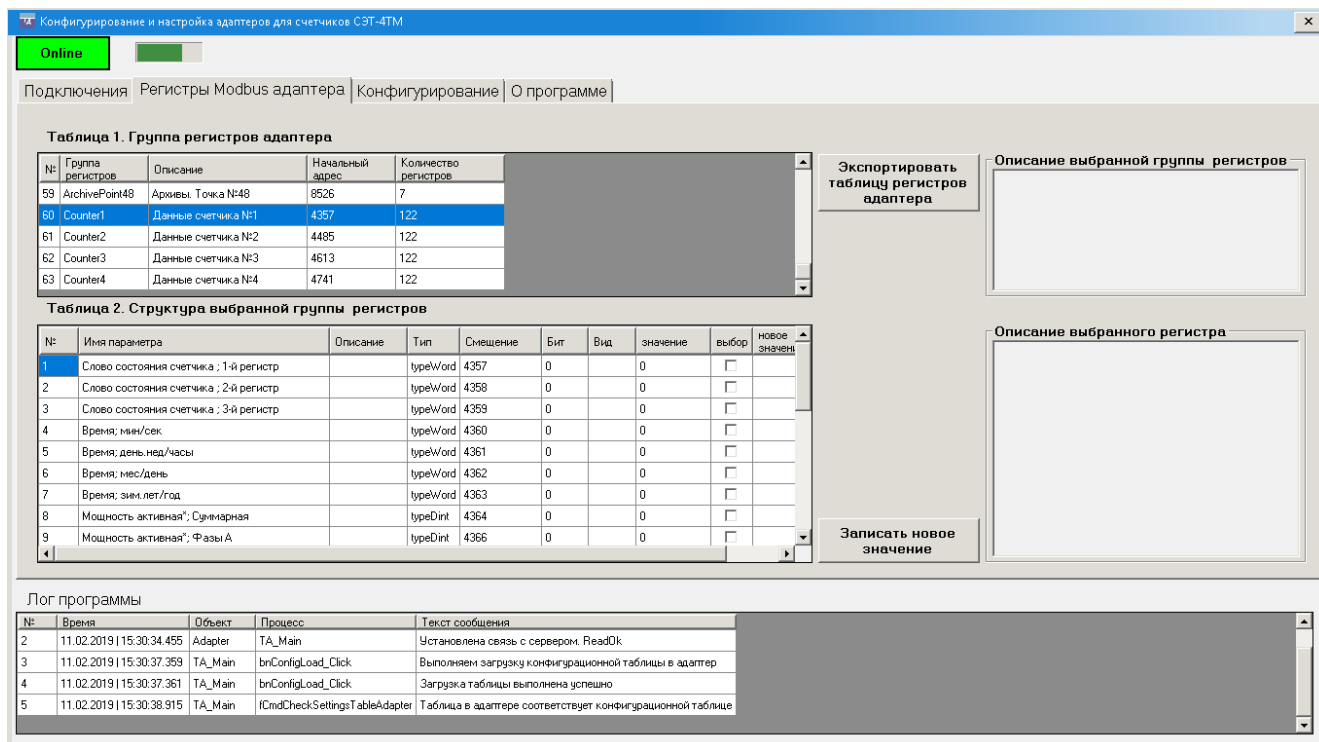 Конфигурирование и настройка адаптеров для счетчиков СЭТ-4ТМ
Online
Подключения Регистры Modbus адаптера Конфигурирование О программе
Таблица 1. Группа регистров адаптера
№ Группа регистров Описание Начальный адрес Количество регистров
59 ArchivePoint48 Архивы. Точка №48 8526 7
60 Counter1 Данные счетчика №1 4357 122
61 Counter2 Данные счетчика №2 4485 122
62 Counter3 Данные счетчика №3 4613 122
63 Counter4 Данные счетчика №4 4741 122
Экспортировать
таблицу регистров
адаптера
Описание выбранной группы регистров
Таблица 2. Структура выбранной группы регистров
№ Имя параметра Описание Тип Смещение Бит Вид значение выбор новое значени
1 Слово состояния счетчика ; 1-й регистр typeWord 4357 0 0
2 Слово состояния счетчика ; 2-й регистр typeWord 4358 0 0
3 Слово состояния счетчика ; 3-й регистр typeWord 4359 0 0
4 Время; мин/сек typeWord 4360 0 0
5 Время; день.нед/часы typeWord 4361 0 0
6 Время; мес/день typeWord 4362 0 0
7 Время; зим.лет/год typeWord 4363 0 0
8 Мощность активная*; Суммарная typeDint 4364 0 0
9 Мощность активная*; Фазы А typeDint 4366 0 0
Описание выбранного регистра
Записать новое
значение
Лог программы
№ Время Объект Процесс Текст сообщения
2 11.02.2019 | 15:30:34.455 Adapter TA_Main Установлена связь с сервером. ReadOk
3 11.02.2019 | 15:30:37.359 TA_Main bnConfigLoad_Click Выполняем загрузку конфигурационной таблицы в адаптер
4 11.02.2019 | 15:30:37.361 TA_Main bnConfigLoad_Click Загрузка таблицы выполнена успешно
5 11.02.2019 | 15:30:38.915 TA_Main fCmdCheckSettingsTableAdapter Таблица в адаптере соответствует конфигурационной таблице